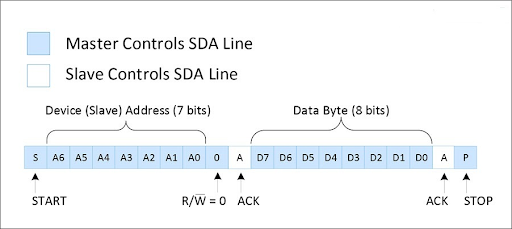 Master Controls SDA Line
Slave Controls SDA Line
Device (Slave) Address (7 bits) Data Byte (8 bits)
S A6 A5 A4 A3 A2 A1 A0 0 A D7 D6 D5 D4 D3 D2 D1 D0 A P
START R/W̅ = 0 ACK ACK STOP